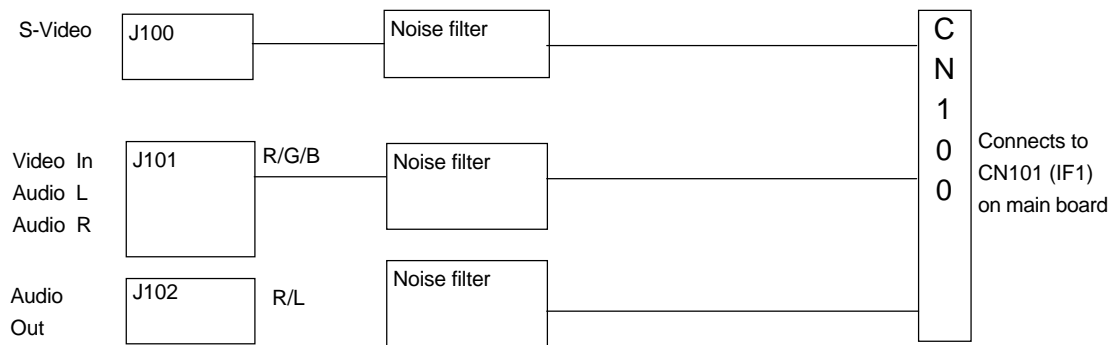 S-Video
J100
Noise filter
Video In
Audio L
Audio R
J101
R/G/B
Noise filter
Audio
Out
J102
R/L
Noise filter
C
N
1
0
0
Connects to
CN101 (IF1)
on main board